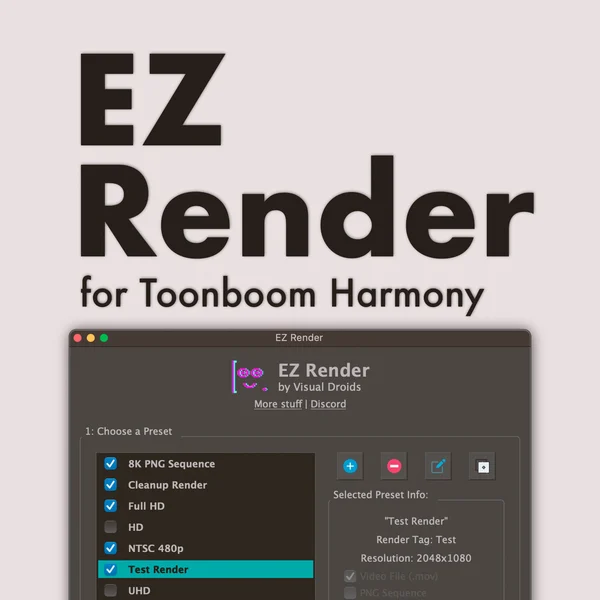 EZ
Render
for Toonboom Harmony
EZ Render
EZ Render
by Visual Droids
More stuff | Discord
1: Choose a Preset
8K PNG Sequence
Cleanup Render
Full HD
HD
NTSC 480p
Test Render
UHD
Selected Preset Info:
"Test Render"
Render Tag: Test
Resolution: 2048x1080
Video File (.mov)
PNG Sequence